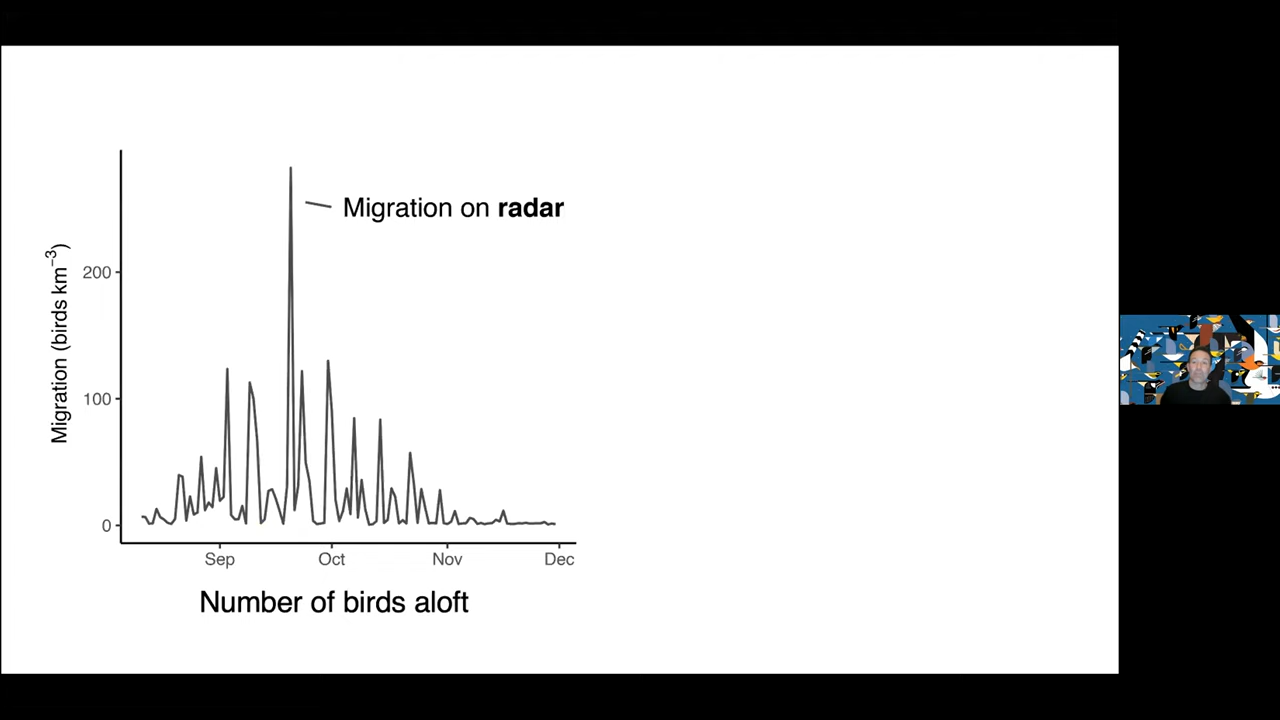 Migration on radar
Migration (birds km⁻³)
200
100
0
Sep Oct Nov Dec
Number of birds aloft